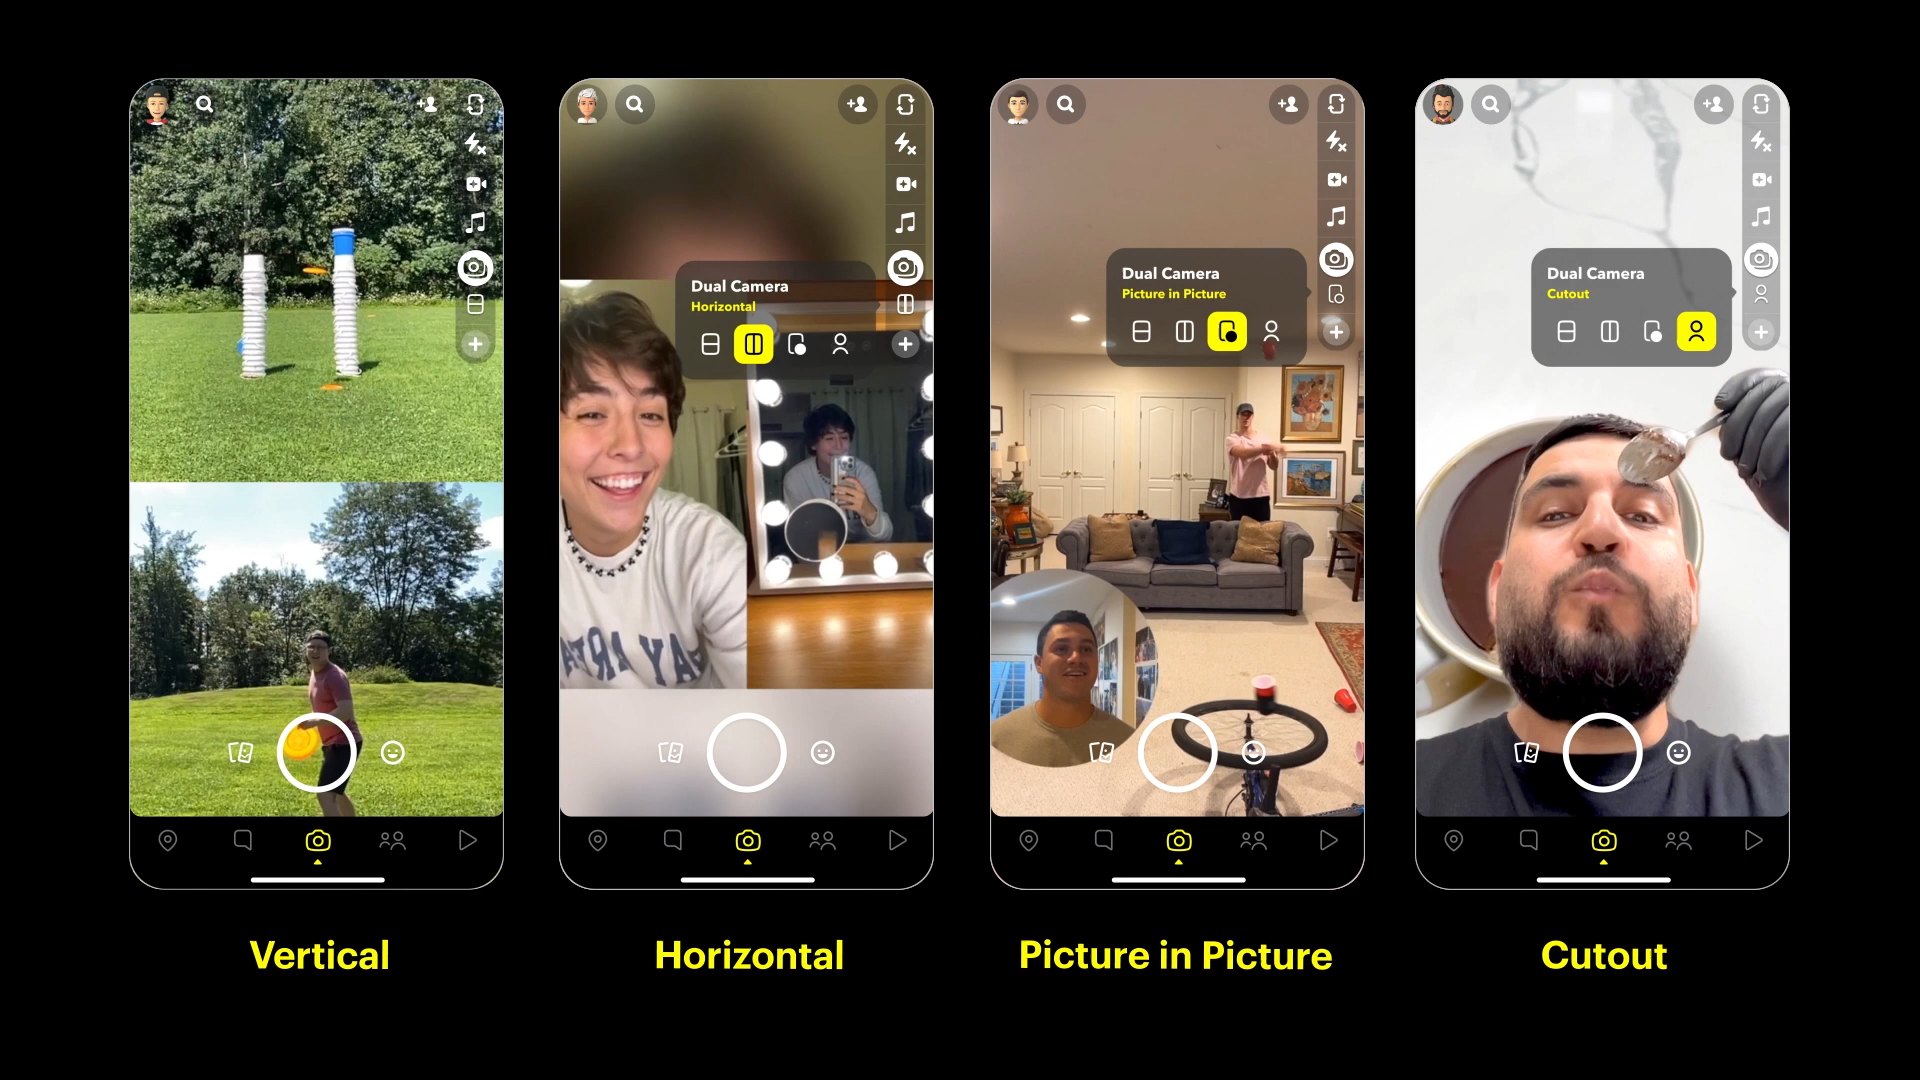 Dual Camera
Horizontal
Dual Camera
Picture in Picture
Dual Camera
Cutout
Vertical
Horizontal
Picture in Picture
Cutout